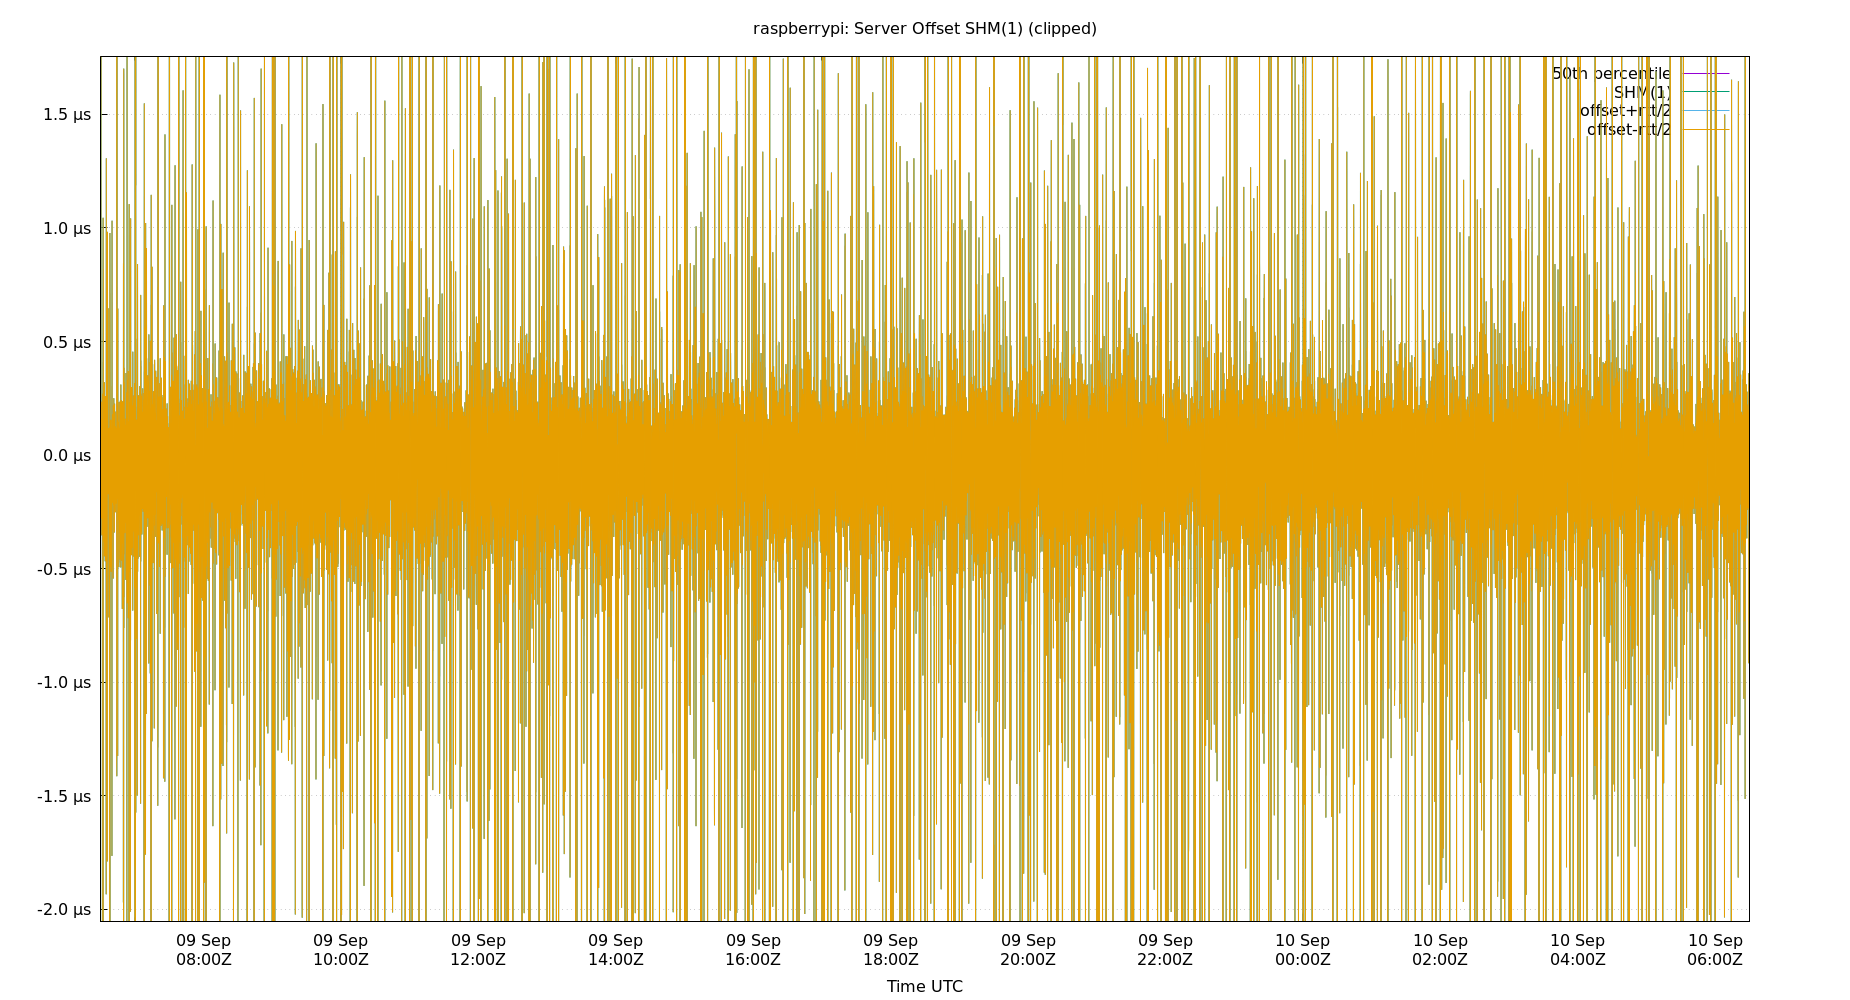 raspberrypi: Server Offset SHM(1) (clipped)
50th percentile
SHM(1)
offset+rtt/2
offset-rtt/2
1.5 µs
1.0 µs
0.5 µs
0.0 µs
-0.5 µs
-1.0 µs
-1.5 µs
-2.0 µs
09 Sep 09 Sep 09 Sep 09 Sep 09 Sep 09 Sep 09 Sep 09 Sep 10 Sep 10 Sep 10 Sep 10 Sep
08:00Z 10:00Z 12:00Z 14:00Z 16:00Z 18:00Z 20:00Z 22:00Z 00:00Z 02:00Z 04:00Z 06:00Z
Time UTC